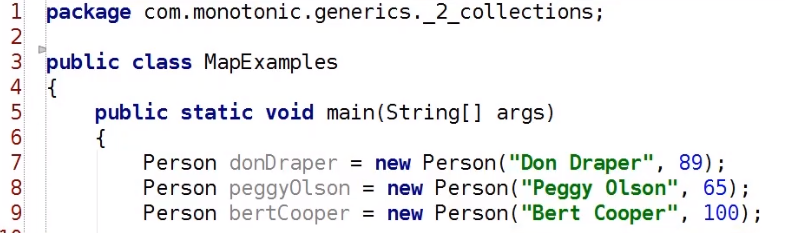 1 package com.monotonic.generics._2_collections;
2
3 public class MapExamples
4 {
5 public static void main(String[] args)
6 {
7 Person donDraper = new Person("Don Draper", 89);
8 Person peggyOlson = new Person("Peggy Olson", 65);
9 Person bertCooper = new Person("Bert Cooper", 100);